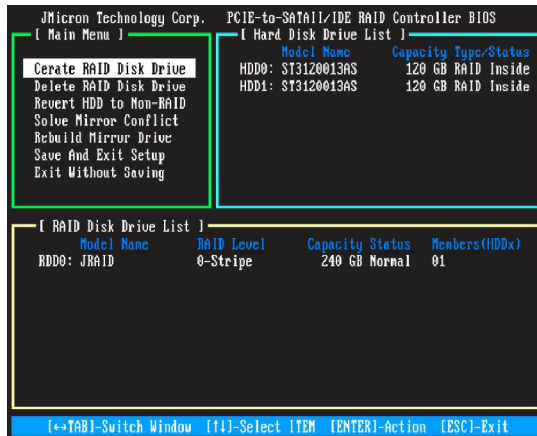 JMicron Technology Corp. PCIE-to-SATAII/IDE RAID Controller BIOS
[ Main Menu ]
Cerate RAID Disk Drive
Delete RAID Disk Drive
Revert HDD to Non-RAID
Solve Mirror Conflict
Rebuild Mirror Drive
Save And Exit Setup
Exit Without Saving
[ Hard Disk Drive List ]
Model Name Capacity Type/Status
HDD0: ST3120013AS 120 GB RAID Inside
HDD1: ST3120013AS 120 GB RAID Inside
[ RAID Disk Drive List ]
Model Name RAID Level Capacity Status Members(HDDx)
RDD0: JRAID 0-Stripe 240 GB Normal 01
[↔TAB]-Switch Window [↑↓]-Select ITEM [ENTER]-Action [ESC]-Exit